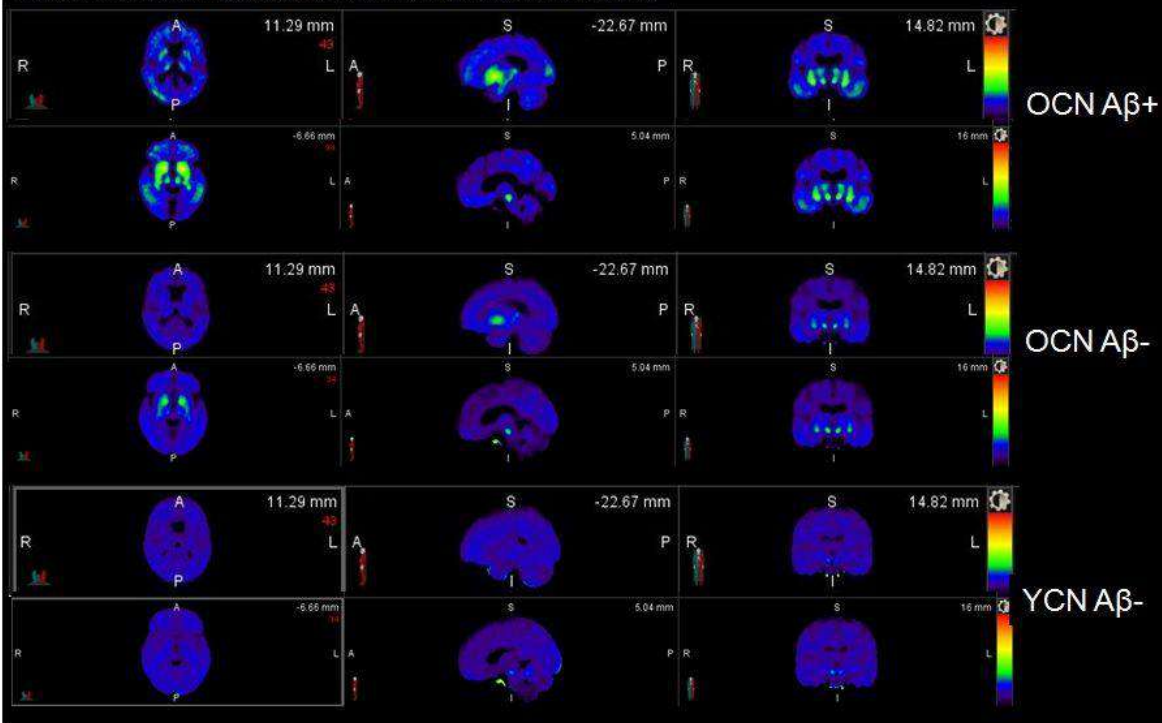 A 11.29 mm S -22.67 mm S 14.82 mm
43
R L A P R L
P I I
OCN Aβ+
A -6.66 mm S 5.04 mm S 16 mm
R L A P R L
P I I
A 11.29 mm S -22.67 mm S 14.82 mm
43
R L A P R L
P I I
OCN Aβ-
A -6.66 mm S 5.04 mm S 16 mm
R L A P R L
P I I
A 11.29 mm S -22.67 mm S 14.82 mm
43
R L A P R L
P I I
YCN Aβ-
A -6.66 mm S 5.04 mm S 16 mm
R L A P R L
P I I